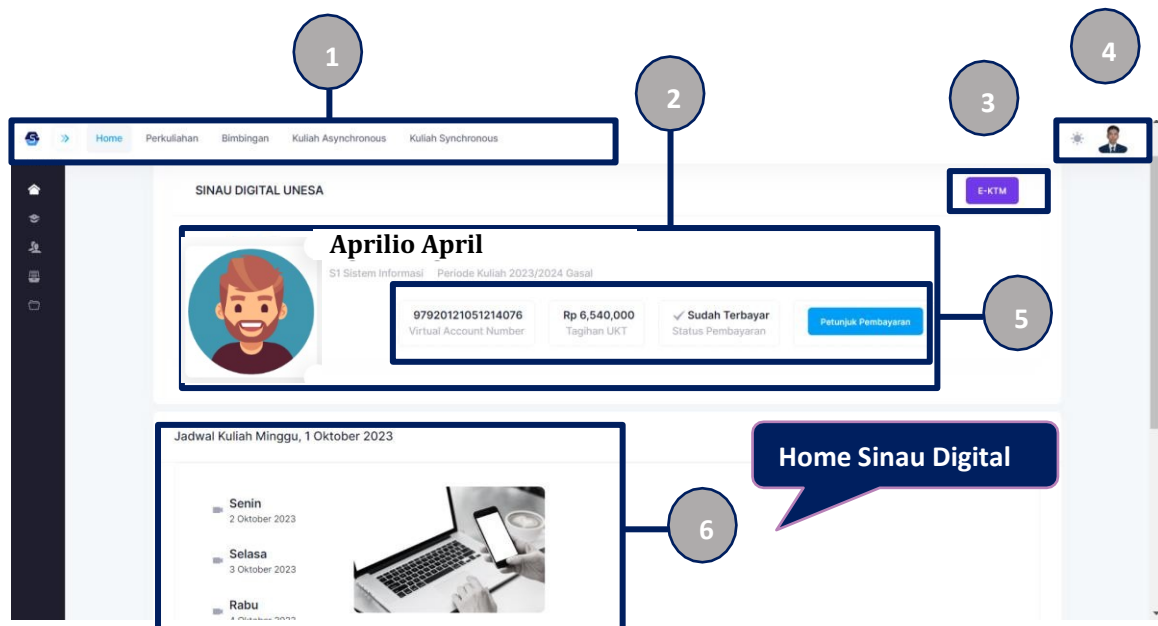 1
4
2
3
Home Perkuliahan Bimbingan Kuliah Asynchronous Kuliah Synchronous
SINAU DIGITAL UNESA
E-KTM
Aprilio April
S1 Sistem Informasi Periode Kuliah 2023/2024 Gasal
97920121051214076
Virtual Account Number
Rp 6,540,000
Tagihan UKT
Sudah Terbayar
Status Pembayaran
Petunjuk Pembayaran
5
Jadwal Kuliah Minggu, 1 Oktober 2023
Home Sinau Digital
Senin
2 Oktober 2023
6
Selasa
3 Oktober 2023
Rabu
4 Oktober 2023